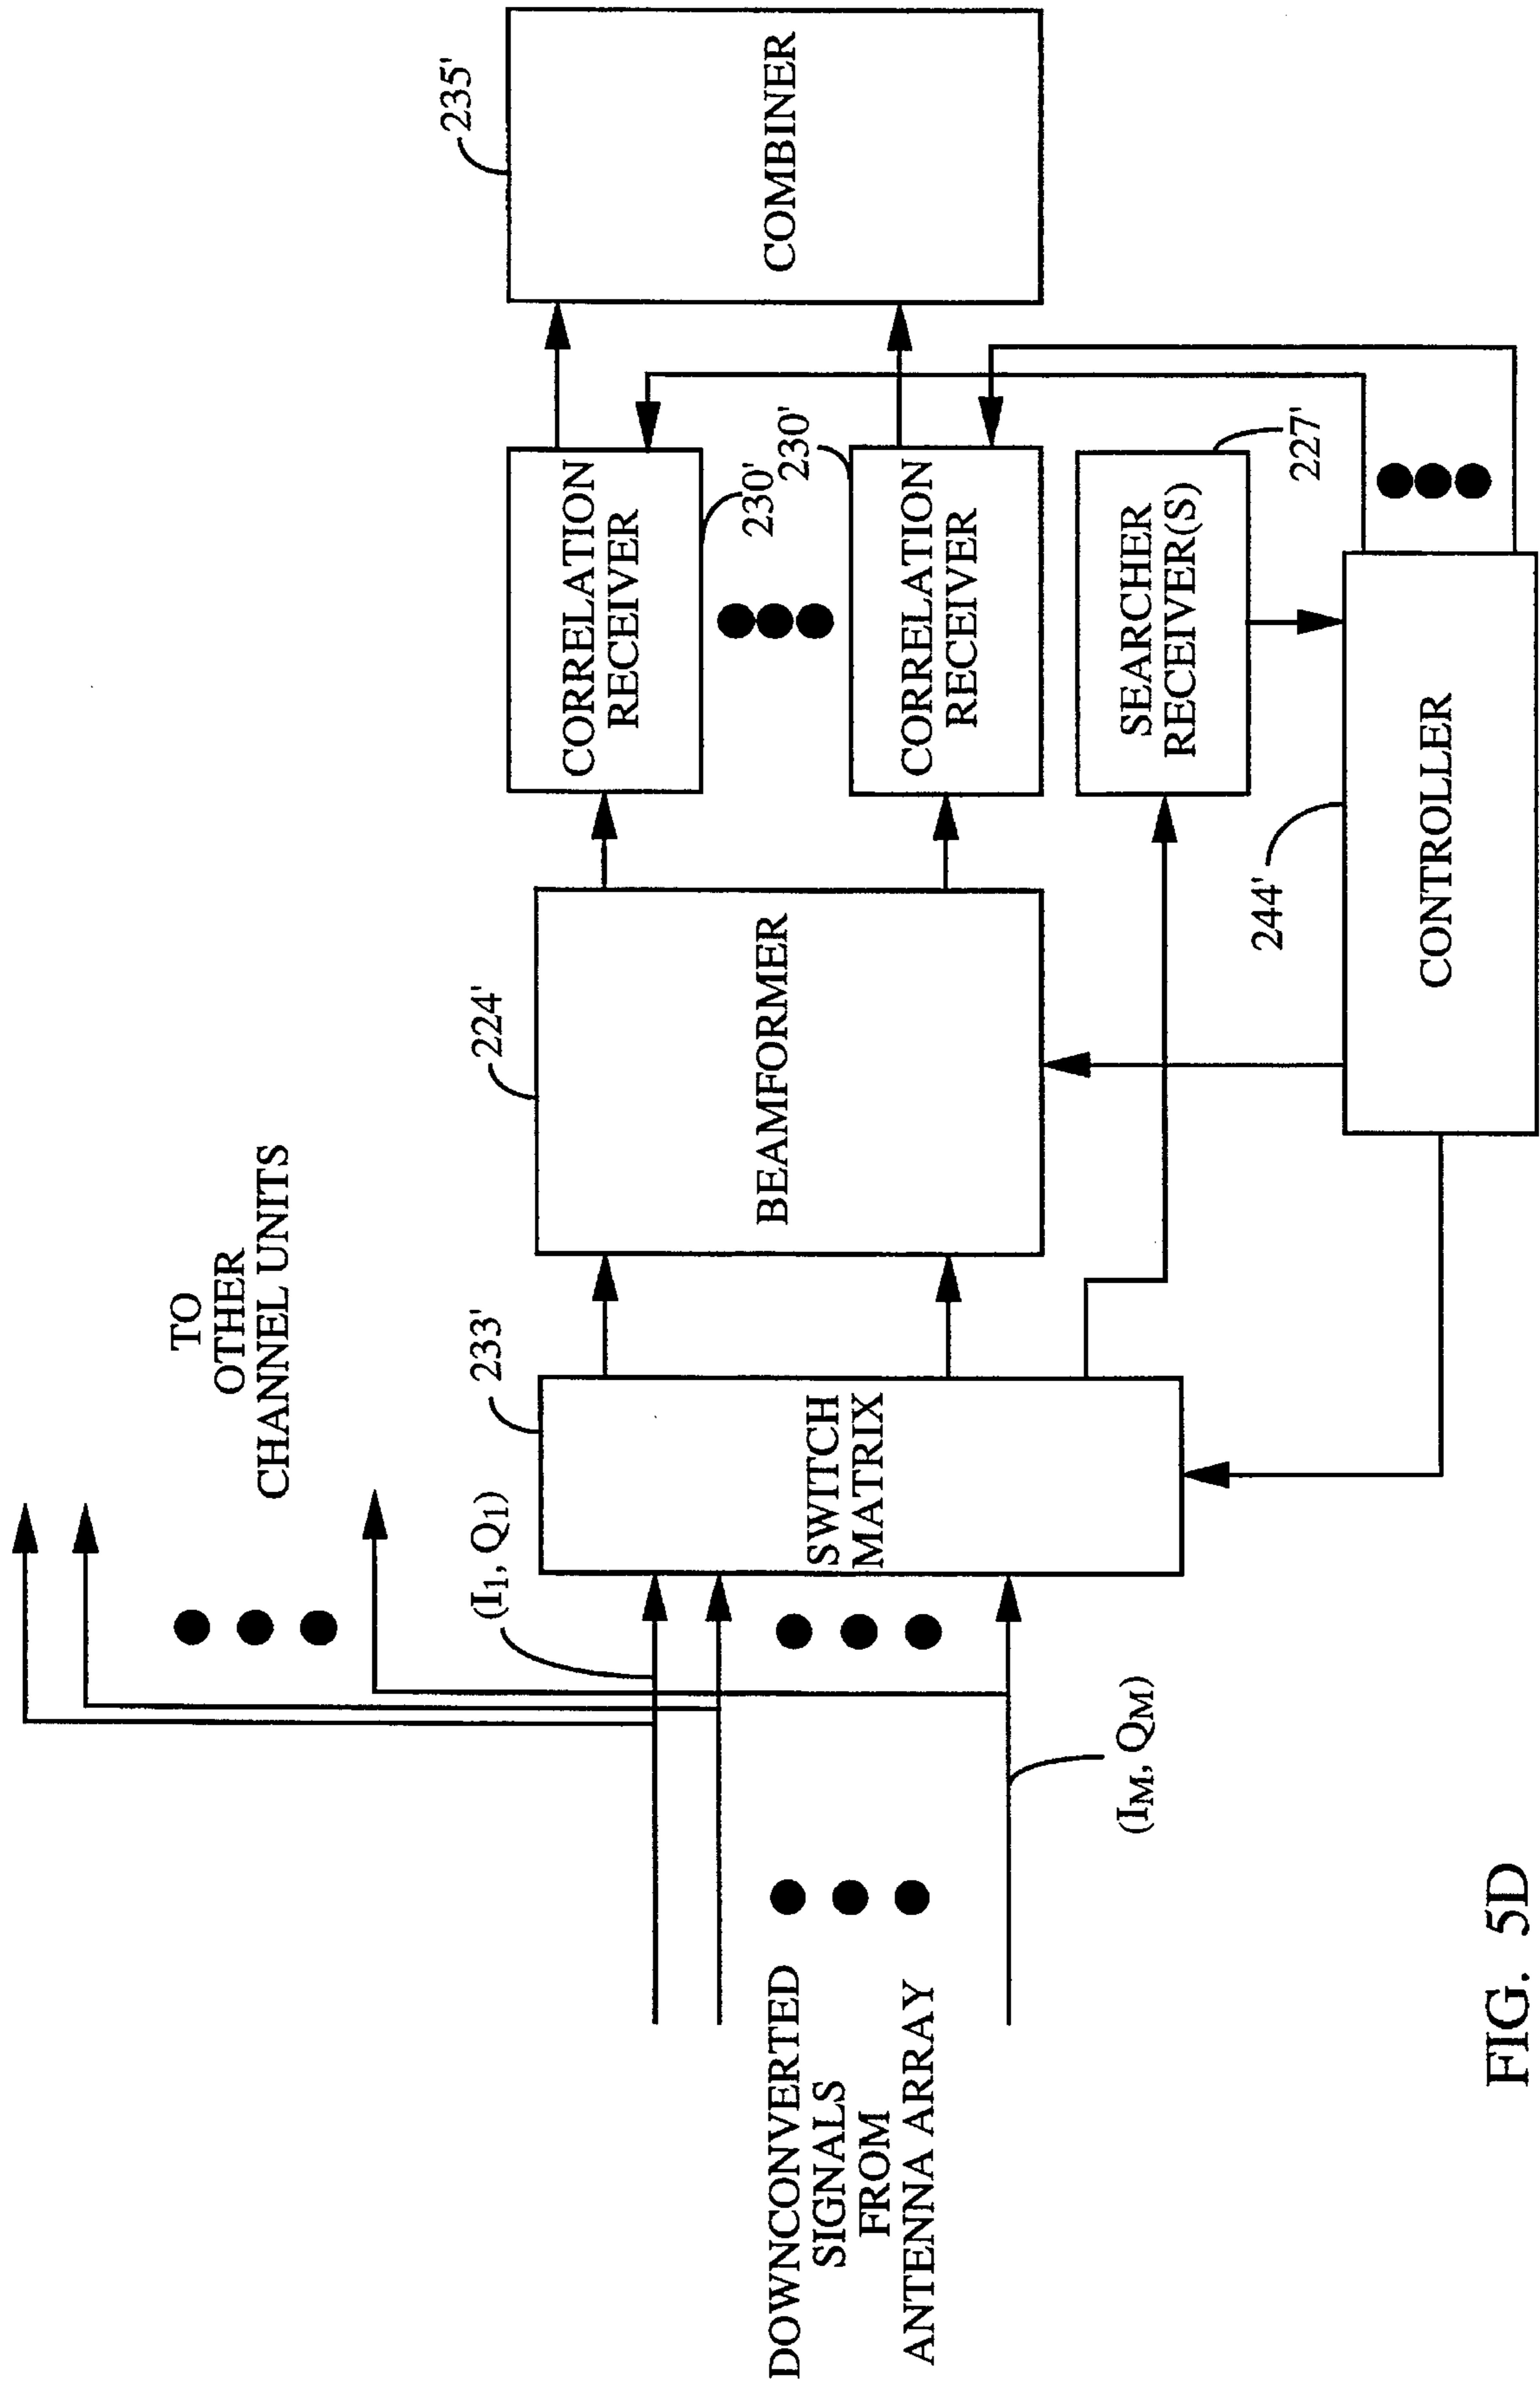 TO
OTHER
CHANNEL UNITS
235'
224'
233'
(I1, Q1)
COMBINER
CORRELATION
RECEIVER
230'
BEAMFORMER
SWITCH
MATRIX
DOWNCONVERTED
SIGNALS
FROM
ANTENNA ARRAY
230'
CORRELATION
RECEIVER
(IM, QM)
SEARCHER
RECEIVER(S)
227'
244'
CONTROLLER
FIG. 5D